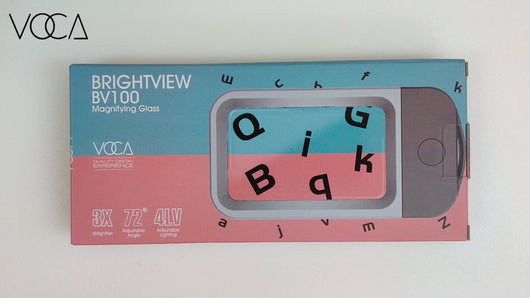 VOCA
BRIGHTVIEW
BV100
Magnifying Glass
VOCA
QUALITY DIGITAL
EXPERIENCE
3X
Magnifier
72°
Adjustable
Angle
4LV
Adjustable
Lighting
c h f k
Q G
i
B q k
a j v m z